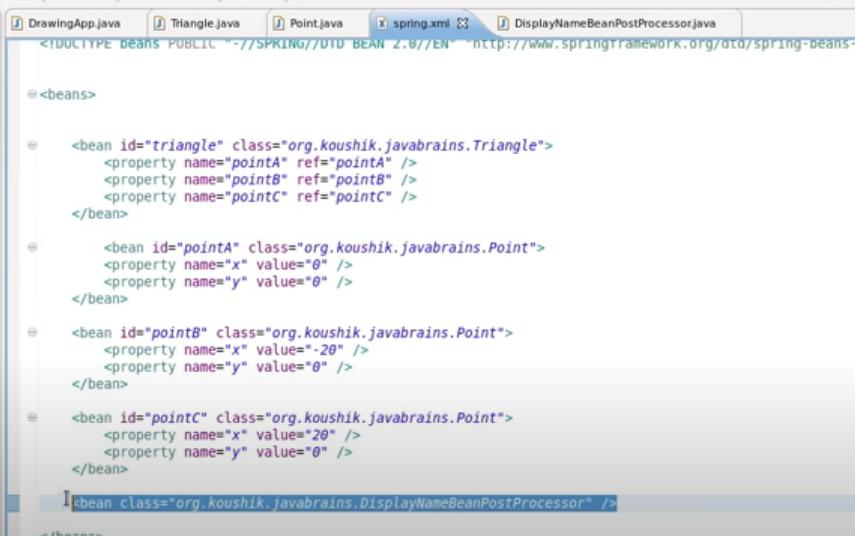 DrawingApp.java Triangle.java Point.java spring.xml DisplayNameBeanPostProcessor.java
<!DOCTYPE beans PUBLIC "-//SPRING//DTD BEAN 2.0//EN" "http://www.springframework.org/dtd/spring-beans-
<beans>
<bean id="triangle" class="org.koushik.javabrains.Triangle">
<property name="pointA" ref="pointA" />
<property name="pointB" ref="pointB" />
<property name="pointC" ref="pointC" />
</bean>
<bean id="pointA" class="org.koushik.javabrains.Point">
<property name="x" value="0" />
<property name="y" value="0" />
</bean>
<bean id="pointB" class="org.koushik.javabrains.Point">
<property name="x" value="-20" />
<property name="y" value="0" />
</bean>
<bean id="pointC" class="org.koushik.javabrains.Point">
<property name="x" value="20" />
<property name="y" value="0" />
</bean>
<bean class="org.koushik.javabrains.DisplayNameBeanPostProcessor" />
</beans>